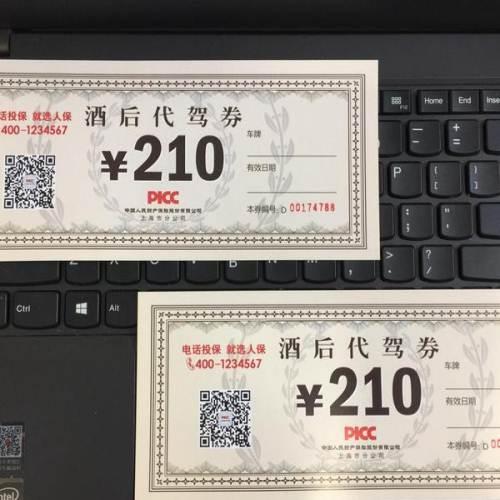 F12
Home
End
Inse
电话投保 就选人保
400-1234567
酒后代驾券
¥210
PICC
中国人民财产保险股份有限公司
上海市分公司
车牌
有效日期
本券编号: D 00174788
Ctrl
Alt
电话投保 就选人保
400-1234567
酒后代驾券
¥210
PICC
中国人民财产保险股份有限公司
上海市分公司
车牌
有效日期
本券编号: D 00
intel